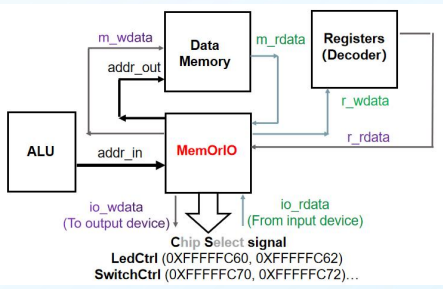 m_wdata
Data
Memory
m_rdata
Registers
(Decoder)
addr_out
r_wdata
r_rdata
ALU
addr_in
MemOrIO
io_wdata
(To output device)
io_rdata
(From input device)
Chip Select signal
LedCtrl (0XFFFFFC60, 0XFFFFFC62)
SwitchCtrl (0XFFFFFC70, 0XFFFFFC72)…